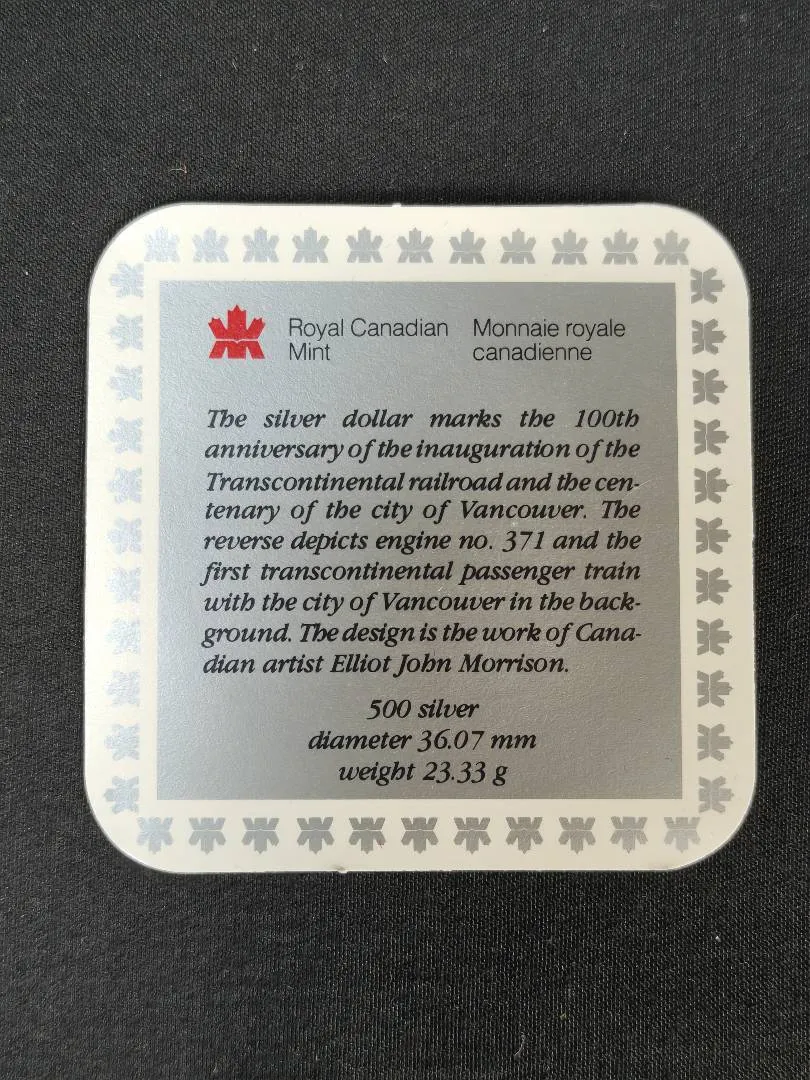 Royal Canadian Mint
Monnaie royale canadienne
The silver dollar marks the 100th
anniversary of the inauguration of the
Transcontinental railroad and the cen-
tenary of the city of Vancouver. The
reverse depicts engine no. 371 and the
first transcontinental passenger train
with the city of Vancouver in the back-
ground. The design is the work of Cana-
dian artist Elliot John Morrison.
500 silver
diameter 36.07 mm
weight 23.33 g